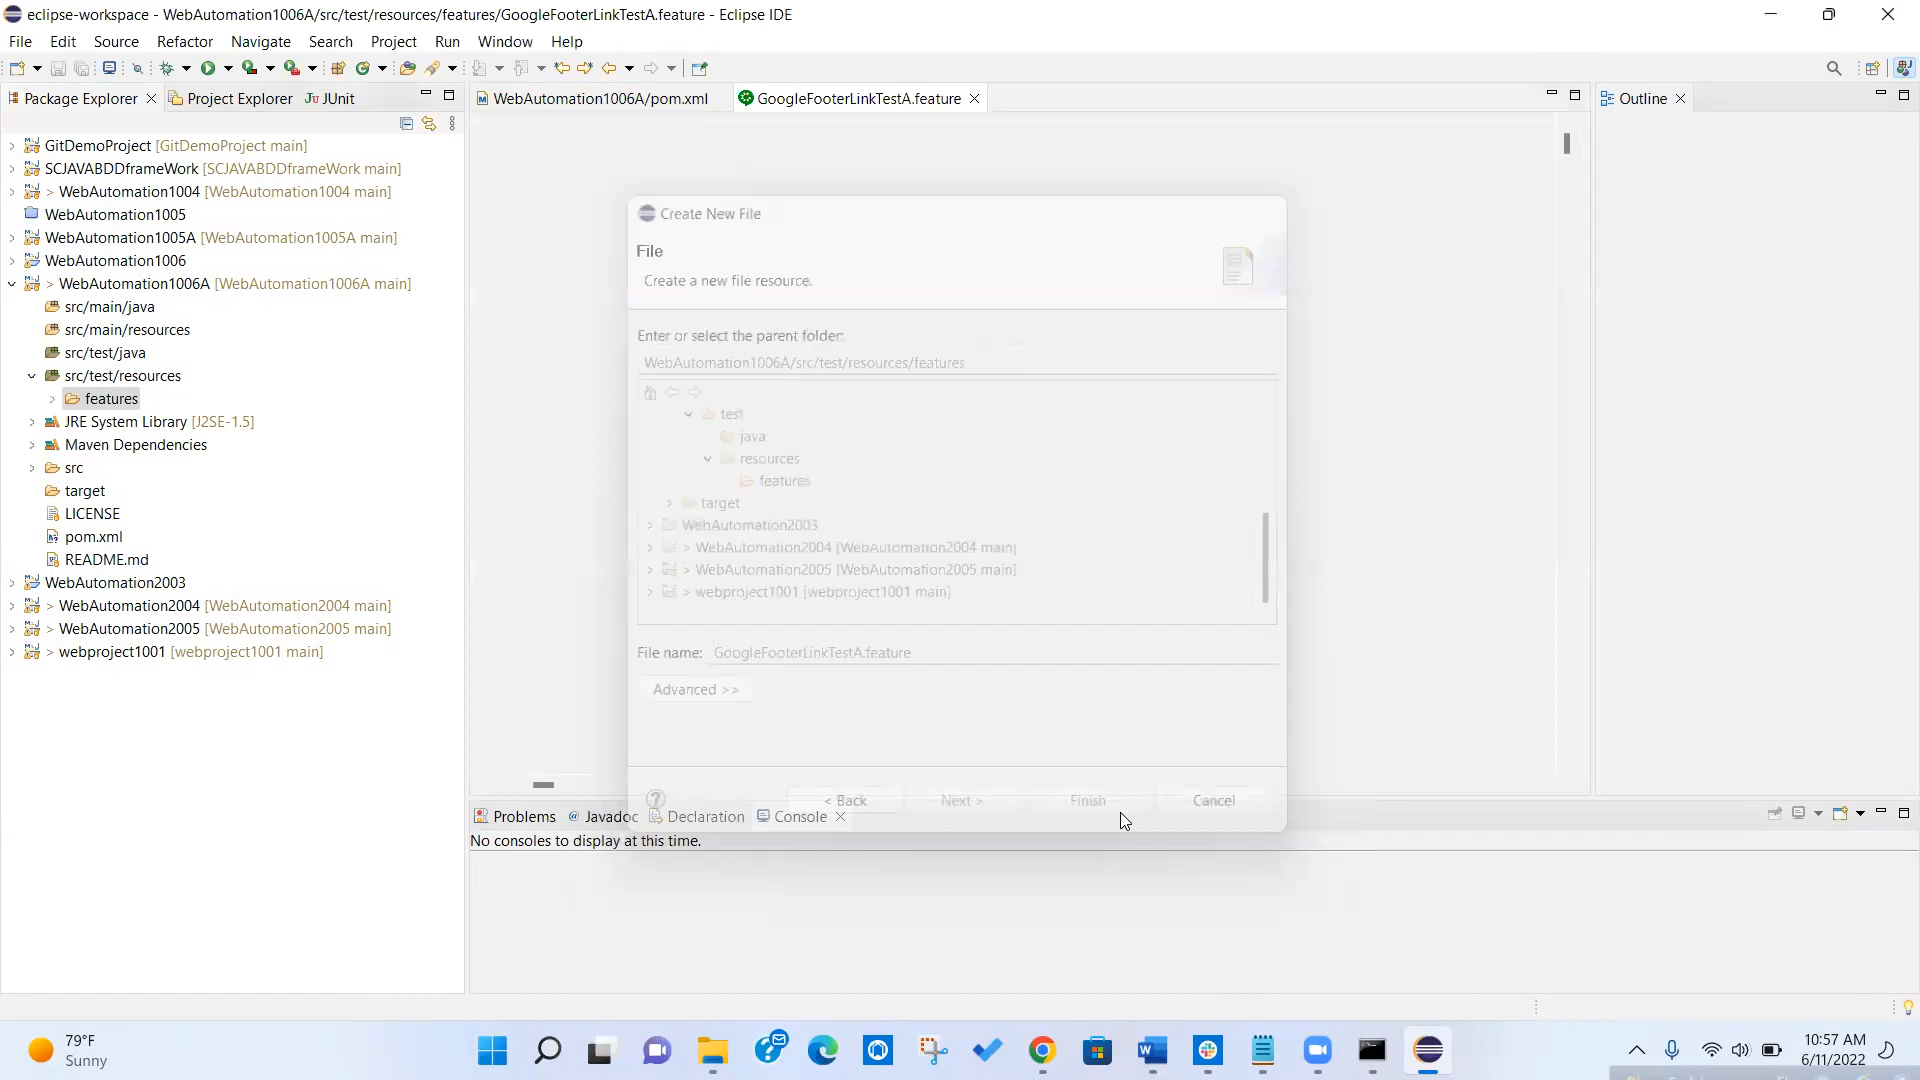 eclipse-workspace - WebAutomation1006A/src/test/resources/features/GoogleFooterLinkTestA.feature - Eclipse IDE
File Edit Source Refactor Navigate Search Project Run Window Help
Package Explorer Project Explorer JUnit
WebAutomation1006A/pom.xml GoogleFooterLinkTestA.feature
Outline
GitDemoProject [GitDemoProject main]
SCJAVABDDframeWork [SCJAVABDDframeWork main]
> WebAutomation1004 [WebAutomation1004 main]
WebAutomation1005
WebAutomation1005A [WebAutomation1005A main]
WebAutomation1006
> WebAutomation1006A [WebAutomation1006A main]
src/main/java
src/main/resources
src/test/java
src/test/resources
features
JRE System Library [J2SE-1.5]
Maven Dependencies
src
target
LICENSE
pom.xml
README.md
WebAutomation2003
> WebAutomation2004 [WebAutomation2004 main]
> WebAutomation2005 [WebAutomation2005 main]
> webproject1001 [webproject1001 main]
Create New File
File
Create a new file resource.
Enter or select the parent folder:
WebAutomation1006A/src/test/resources/features
test
java
resources
features
target
WebAutomation2003
> WebAutomation2004 [WebAutomation2004 main]
> WebAutomation2005 [WebAutomation2005 main]
> webproject1001 [webproject1001 main]
File name: GoogleFooterLinkTestA.feature
Advanced >>
< Back Next > Finish Cancel
Problems Javadoc Declaration Console
No consoles to display at this time.
79°F
Sunny
10:57 AM
6/11/2022